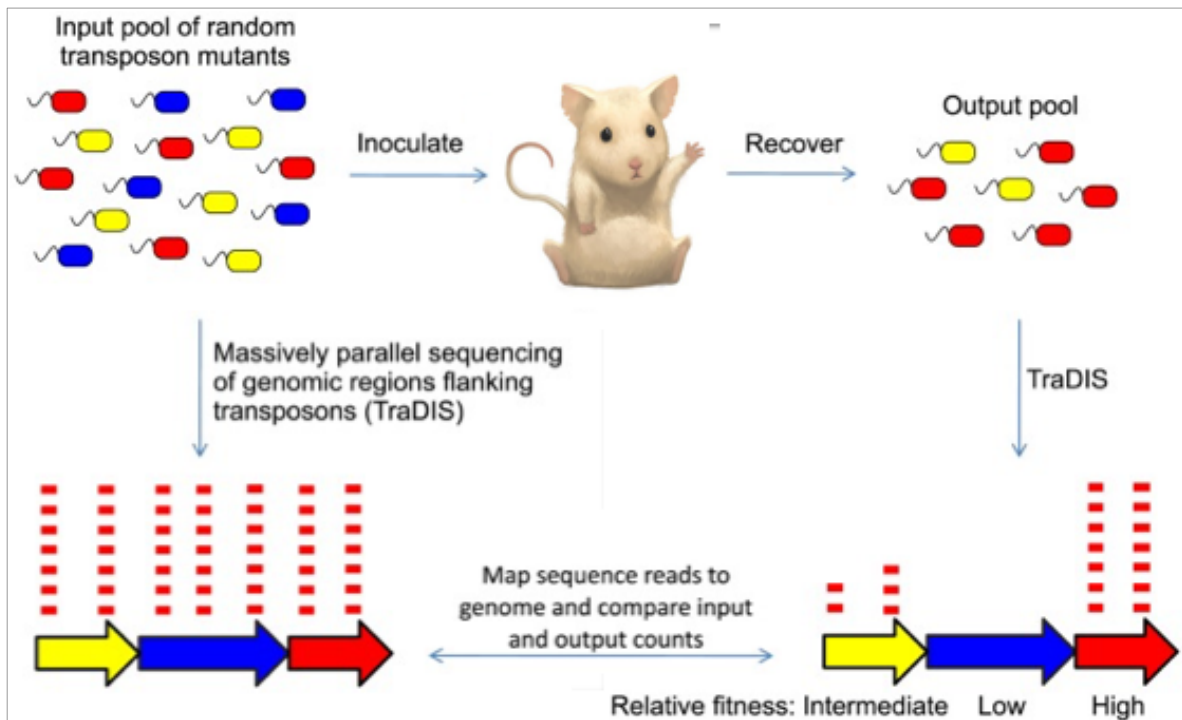 Input pool of random
transposon mutants
Inoculate
Recover
Output pool
Massively parallel sequencing
of genomic regions flanking
transposons (TraDIS)
TraDIS
Map sequence reads to
genome and compare input
and output counts
Relative fitness: Intermediate Low High